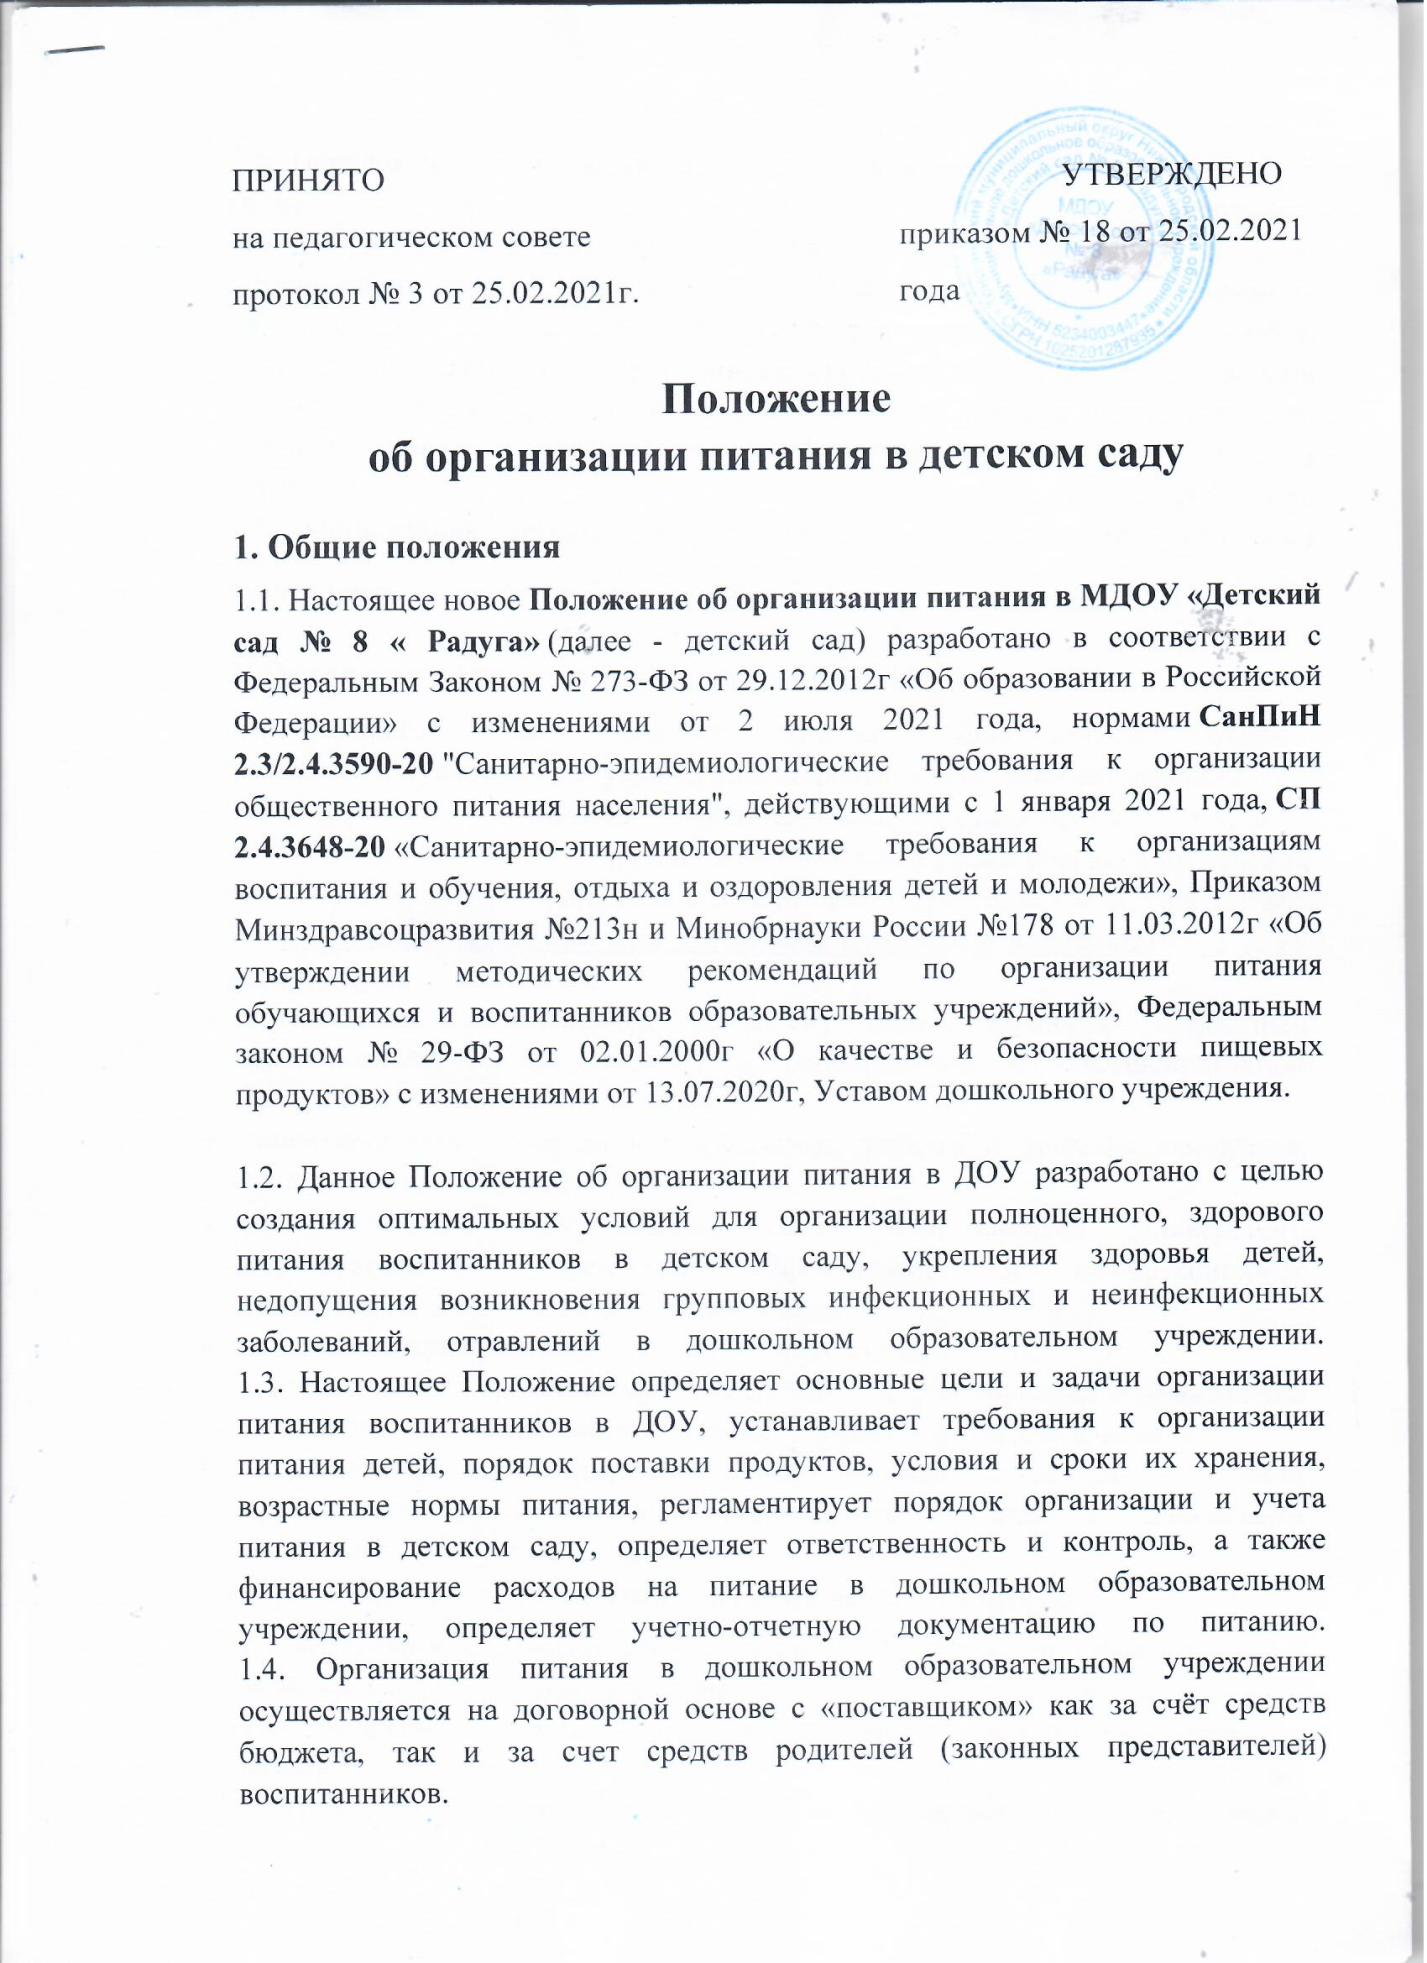 ПРИНЯТО
УТВЕРЖДЕНО
на педагогическом совете
приказом № 18 от 25.02.2021
протокол № 3 от 25.02.2021г.
года
МДОУ
«Радуга»
ИНН 5234003447
ОГРН 1025201287935
Положение
об организации питания в детском саду
1. Общие положения
1.1. Настоящее новое Положение об организации питания в МДОУ «Детский
сад № 8 « Радуга» (далее - детский сад) разработано в соответствии с
Федеральным Законом № 273-ФЗ от 29.12.2012г «Об образовании в Российской
Федерации» с изменениями от 2 июля 2021 года, нормами СанПиН
2.3/2.4.3590-20 "Санитарно-эпидемиологические требования к организации
общественного питания населения", действующими с 1 января 2021 года, СП
2.4.3648-20 «Санитарно-эпидемиологические требования к организациям
воспитания и обучения, отдыха и оздоровления детей и молодежи», Приказом
Минздравсоцразвития №213н и Минобрнауки России №178 от 11.03.2012г «Об
утверждении методических рекомендаций по организации питания
обучающихся и воспитанников образовательных учреждений», Федеральным
законом № 29-ФЗ от 02.01.2000г «О качестве и безопасности пищевых
продуктов» с изменениями от 13.07.2020г, Уставом дошкольного учреждения.
1.2. Данное Положение об организации питания в ДОУ разработано с целью
создания оптимальных условий для организации полноценного, здорового
питания воспитанников в детском саду, укрепления здоровья детей,
недопущения возникновения групповых инфекционных и неинфекционных
заболеваний, отравлений в дошкольном образовательном учреждении.
1.3. Настоящее Положение определяет основные цели и задачи организации
питания воспитанников в ДОУ, устанавливает требования к организации
питания детей, порядок поставки продуктов, условия и сроки их хранения,
возрастные нормы питания, регламентирует порядок организации и учета
питания в детском саду, определяет ответственность и контроль, а также
финансирование расходов на питание в дошкольном образовательном
учреждении, определяет учетно-отчетную документацию по питанию.
1.4. Организация питания в дошкольном образовательном учреждении
осуществляется на договорной основе с «поставщиком» как за счёт средств
бюджета, так и за счет средств родителей (законных представителей)
воспитанников.